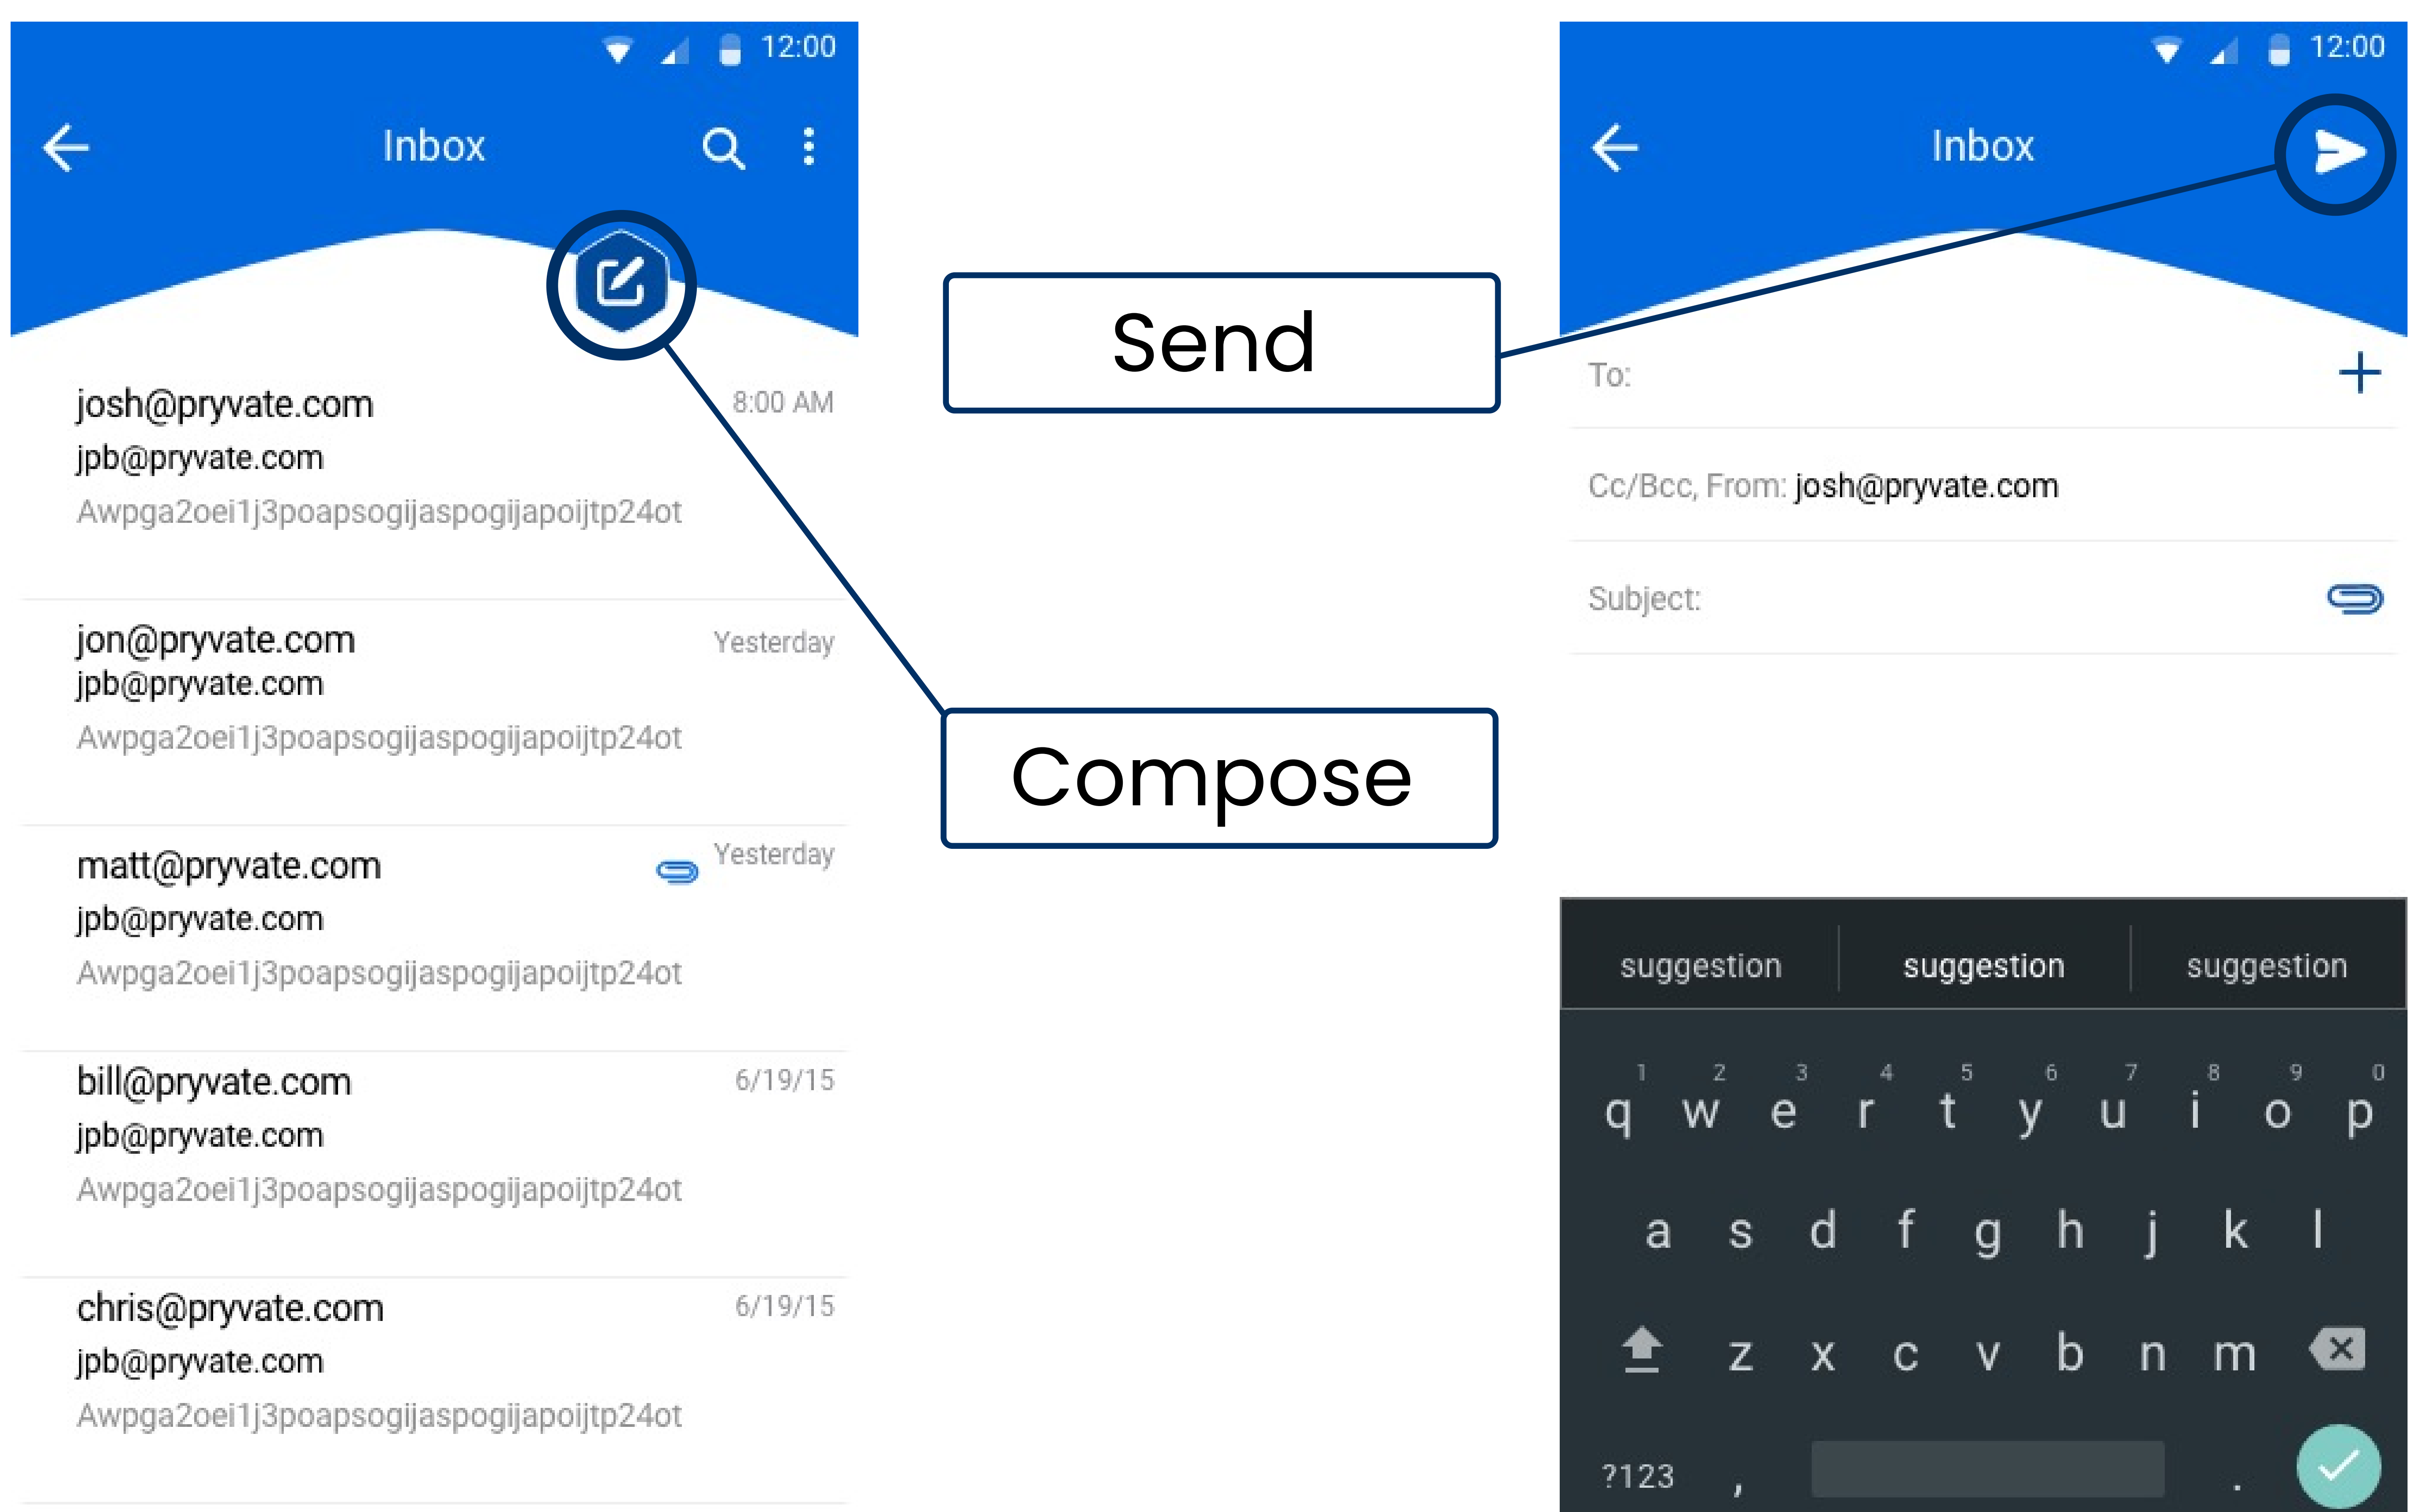 12:00
Inbox
josh@pryvate.com
8:00 AM
jpb@pryvate.com
Awpga2oei1j3poapsogijaspogijapoijtp24ot
jon@pryvate.com
Yesterday
jpb@pryvate.com
Awpga2oei1j3poapsogijaspogijapoijtp24ot
matt@pryvate.com
Yesterday
jpb@pryvate.com
Awpga2oei1j3poapsogijaspogijapoijtp24ot
bill@pryvate.com
6/19/15
jpb@pryvate.com
Awpga2oei1j3poapsogijaspogijapoijtp24ot
chris@pryvate.com
6/19/15
jpb@pryvate.com
Awpga2oei1j3poapsogijaspogijapoijtp24ot
Send
Compose
12:00
Inbox
To:
Cc/Bcc, From: josh@pryvate.com
Subject:
suggestion suggestion suggestion
1 2 3 4 5 6 7 8 9 0
q w e r t y u i o p
a s d f g h j k l
z x c v b n m
?123 , .